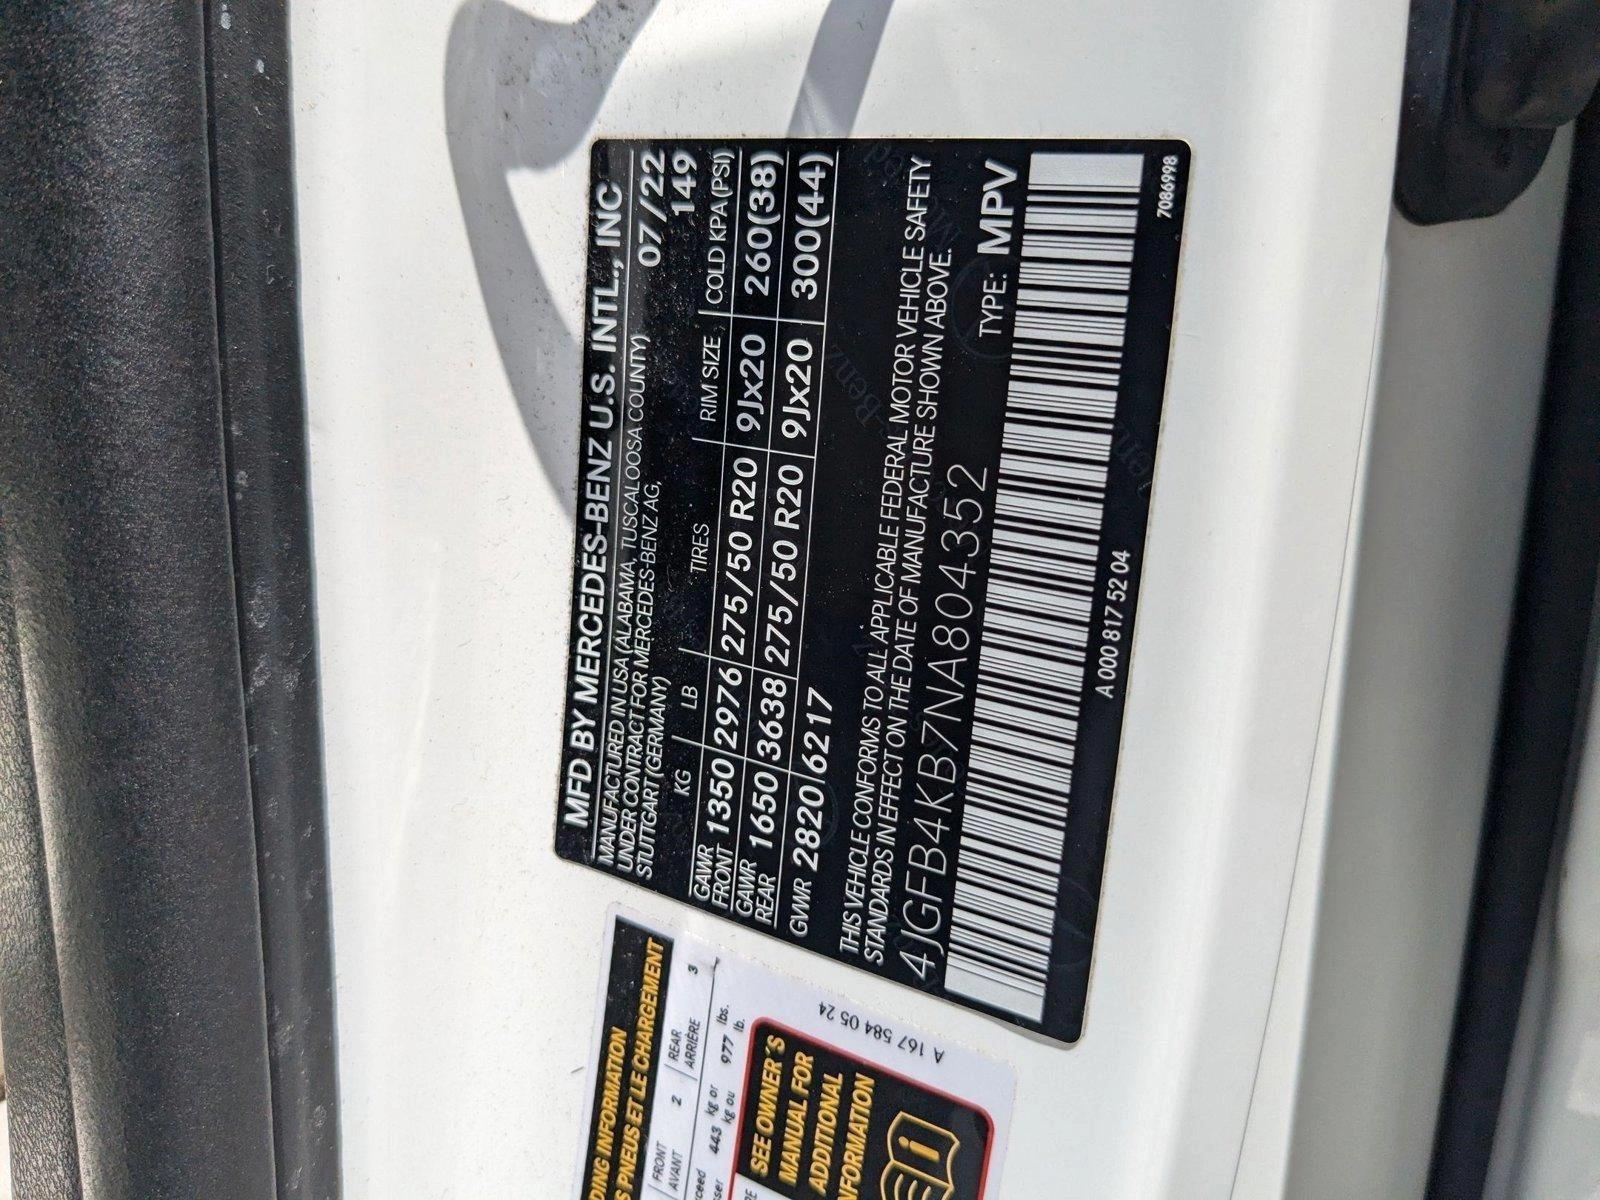 MFD BY MERCEDES-BENZ U.S. INTL., INC
MANUFACTURED IN USA (ALABAMA, TUSCALOOSA COUNTY) 07/22
UNDER CONTRACT FOR MERCEDES-BENZ AG, 149
STUTTGART (GERMANY)
KG LB TIRES RIM SIZE COLD KPA(PSI)
GAWR FRONT 1350 2976 275/50 R20 9Jx20 260(38)
GAWR REAR 1650 3638 275/50 R20 9Jx20 300(44)
GVWR 2820 6217
THIS VEHICLE CONFORMS TO ALL APPLICABLE FEDERAL MOTOR VEHICLE SAFETY
STANDARDS IN EFFECT ON THE DATE OF MANUFACTURE SHOWN ABOVE.
4JGFB4KB7NA804352 TYPE: MPV
A 000 817 52 04
7086998
INFORMATION
PNEUS ET LE CHARGEMENT
FRONT 2 REAR 3
AVANT ARRIÈRE
443 kg or 977 lbs.
kg ou lb.
SEE OWNER'S
MANUAL FOR
ADDITIONAL
INFORMATION
A 167 584 05 24